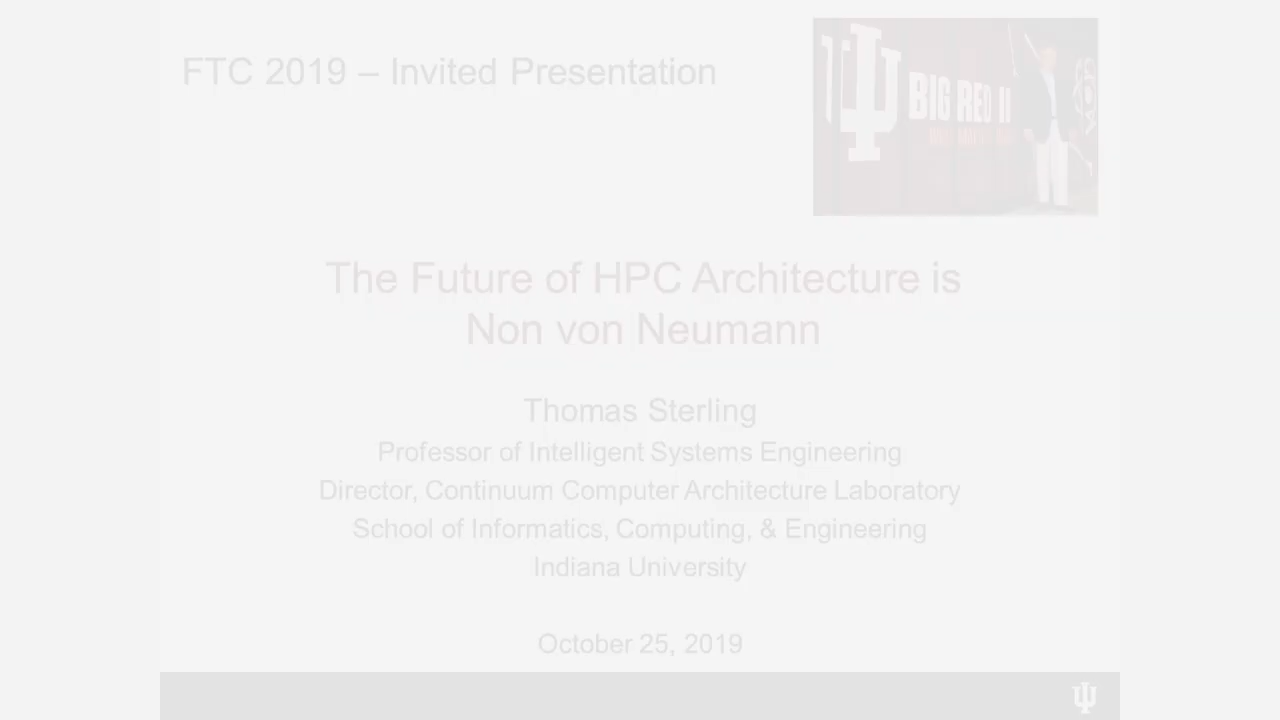 FTC 2019 – Invited Presentation
IU BIG RED II
The Future of HPC Architecture is
Non von Neumann
Thomas Sterling
Professor of Intelligent Systems Engineering
Director, Continuum Computer Architecture Laboratory
School of Informatics, Computing, & Engineering
Indiana University
October 25, 2019
IU